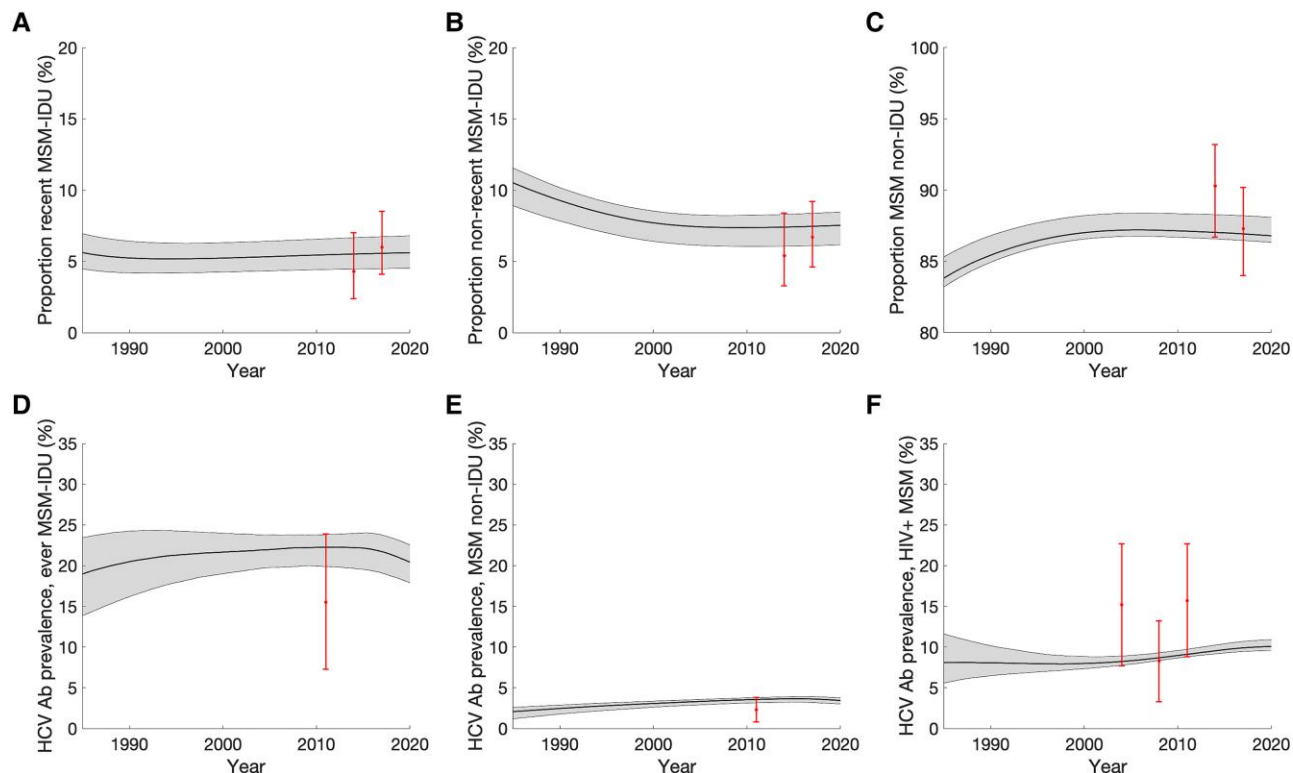 A
Proportion recent MSM-IDU (%)
20
15
10
5
0
1990 2000 2010 2020
Year
B
Proportion non-recent MSM-IDU (%)
20
15
10
5
0
1990 2000 2010 2020
Year
C
Proportion MSM non-IDU (%)
100
95
90
85
80
1990 2000 2010 2020
Year
D
HCV Ab prevalence, ever MSM-IDU (%)
35
30
25
20
15
10
5
0
1990 2000 2010 2020
Year
E
HCV Ab prevalence, MSM non-IDU (%)
35
30
25
20
15
10
5
0
1990 2000 2010 2020
Year
F
HCV Ab prevalence, HIV+ MSM (%)
35
30
25
20
15
10
5
0
1990 2000 2010 2020
Year